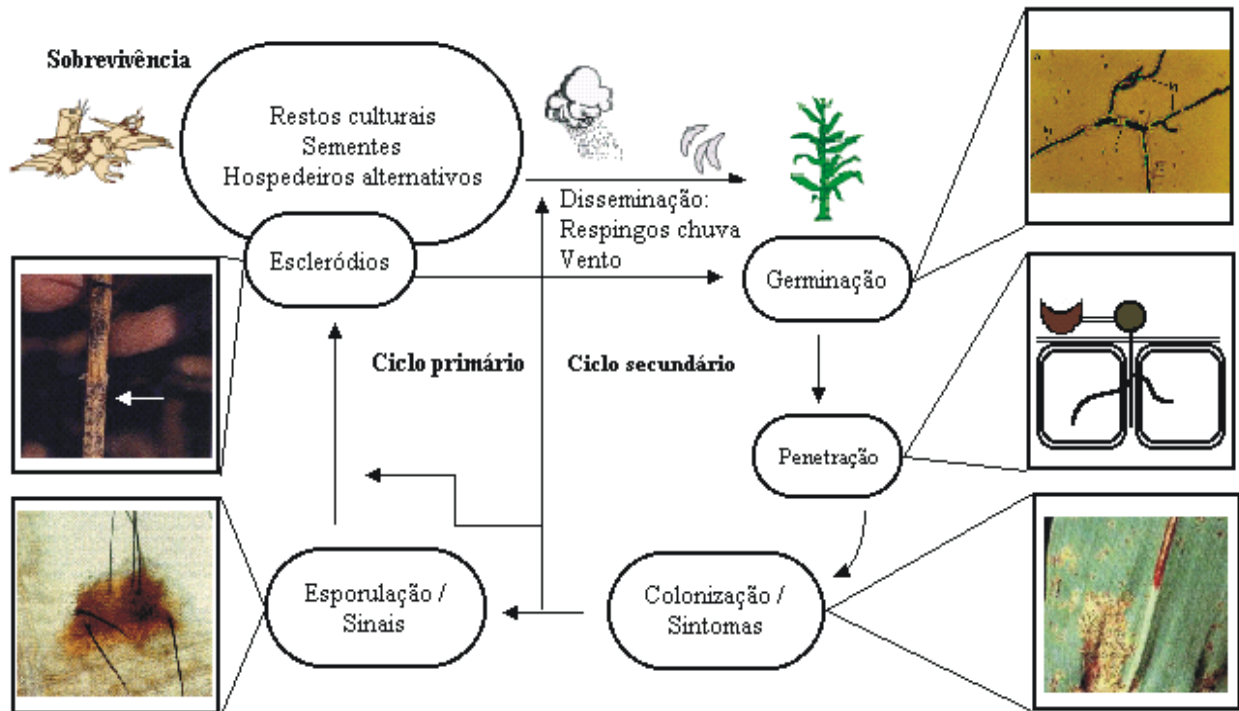 Sobrevivência
Restos culturais
Sementes
Hospedeiros alternativos
Disseminação:
Respingos chuva
Vento
Escleródios
Germinação
Ciclo primário
Ciclo secundário
Penetração
Esporulação /
Sinais
Colonização /
Sintomas